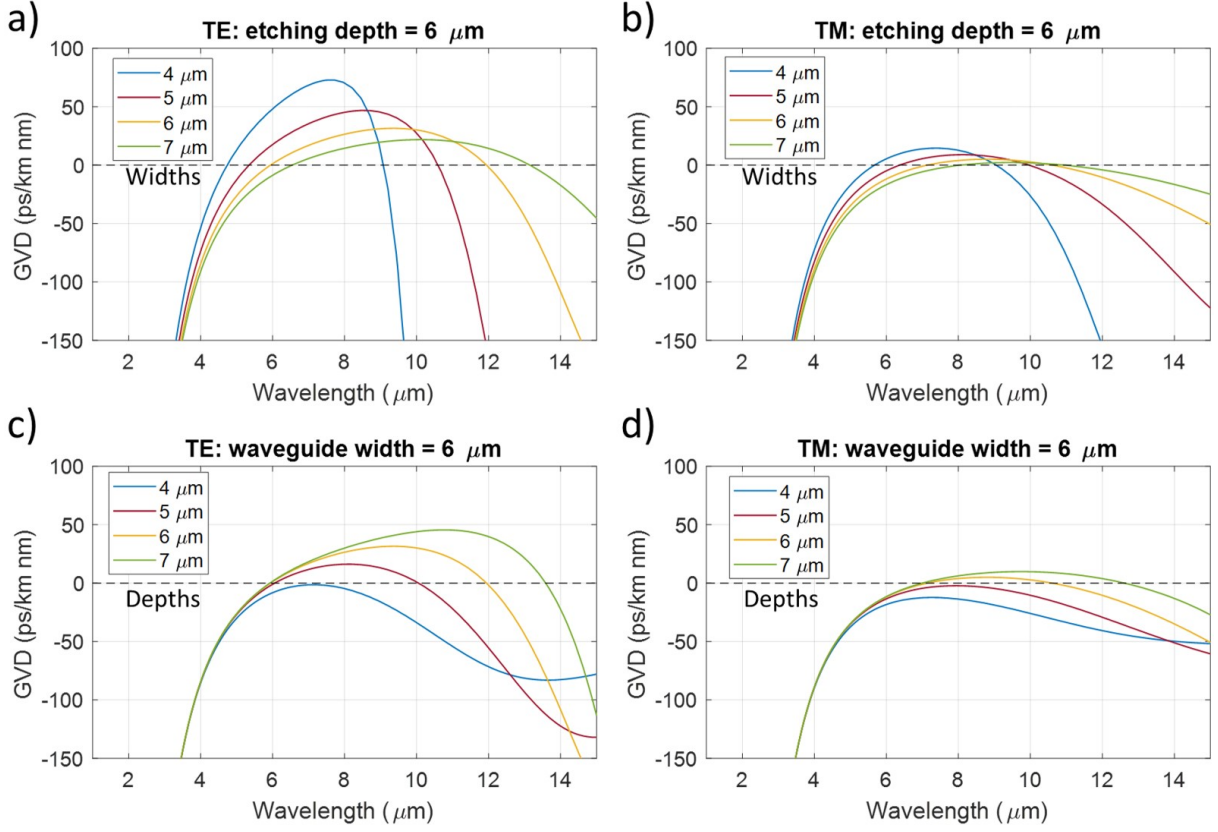 a)
TE: etching depth = 6 μm
GVD (ps/km nm)
100
50
0
-50
-100
-150
4 μm
5 μm
6 μm
7 μm
Widths
2 4 6 8 10 12 14
Wavelength ( μm)
b)
TM: etching depth = 6 μm
GVD (ps/km nm)
100
50
0
-50
-100
-150
4 μm
5 μm
6 μm
7 μm
Widths
2 4 6 8 10 12 14
Wavelength ( μm)
c)
TE: waveguide width = 6 μm
GVD (ps/km nm)
100
50
0
-50
-100
-150
4 μm
5 μm
6 μm
7 μm
Depths
2 4 6 8 10 12 14
Wavelength ( μm)
d)
TM: waveguide width = 6 μm
GVD (ps/km nm)
100
50
0
-50
-100
-150
4 μm
5 μm
6 μm
7 μm
Depths
2 4 6 8 10 12 14
Wavelength ( μm)